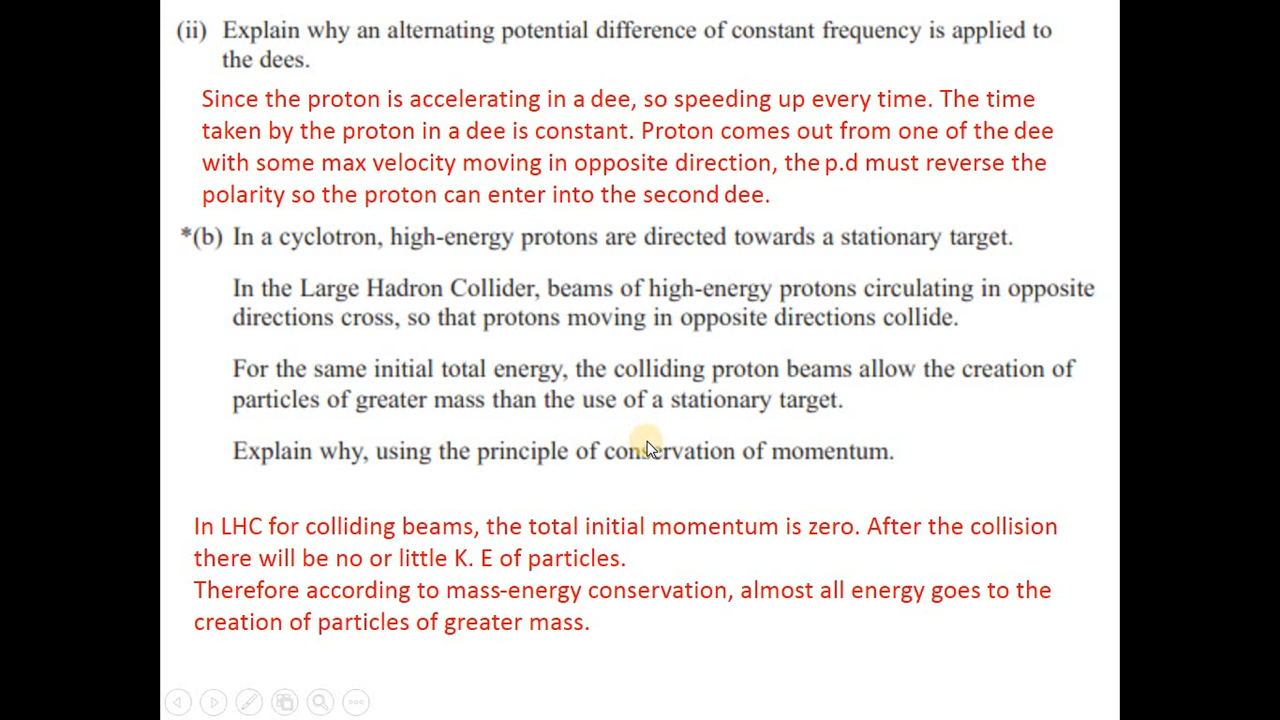 (ii) Explain why an alternating potential difference of constant frequency is applied to
the dees.
Since the proton is accelerating in a dee, so speeding up every time. The time
taken by the proton in a dee is constant. Proton comes out from one of the dee
with some max velocity moving in opposite direction, the p.d must reverse the
polarity so the proton can enter into the second dee.
*(b) In a cyclotron, high-energy protons are directed towards a stationary target.
In the Large Hadron Collider, beams of high-energy protons circulating in opposite
directions cross, so that protons moving in opposite directions collide.
For the same initial total energy, the colliding proton beams allow the creation of
particles of greater mass than the use of a stationary target.
Explain why, using the principle of conservation of momentum.
In LHC for colliding beams, the total initial momentum is zero. After the collision
there will be no or little K. E of particles.
Therefore according to mass-energy conservation, almost all energy goes to the
creation of particles of greater mass.